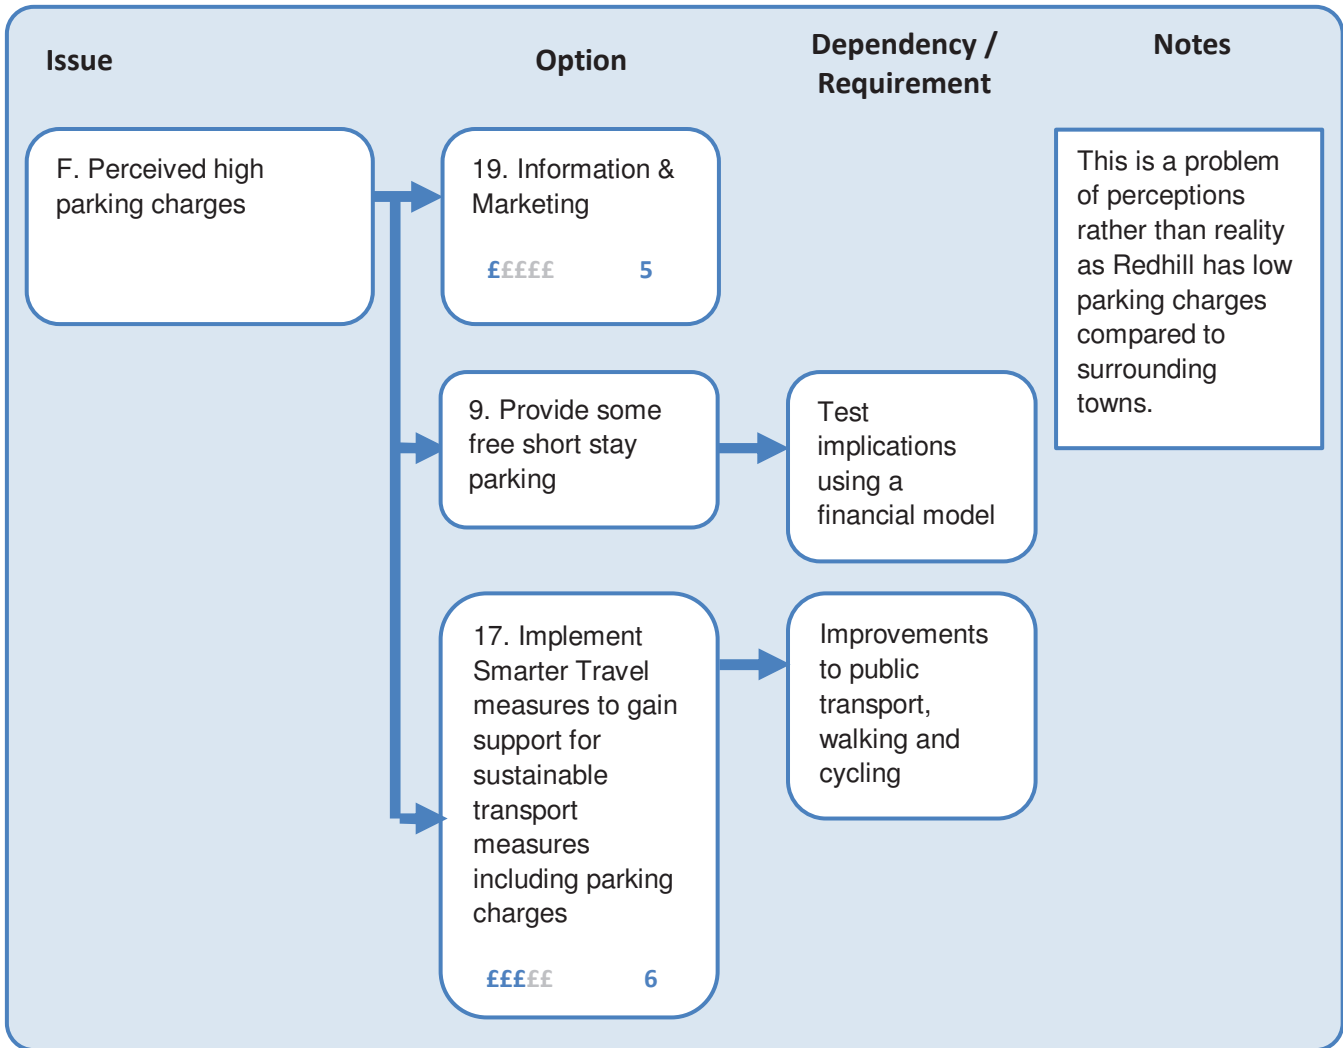 Issue
Option
Dependency /
Requirement
Notes
F. Perceived high
parking charges
19. Information &
Marketing
£££££ 5
This is a problem
of perceptions
rather than reality
as Redhill has low
parking charges
compared to
surrounding
towns.
9. Provide some
free short stay
parking
Test
implications
using a
financial model
17. Implement
Smarter Travel
measures to gain
support for
sustainable
transport
measures
including parking
charges
£££££ 6
Improvements
to public
transport,
walking and
cycling